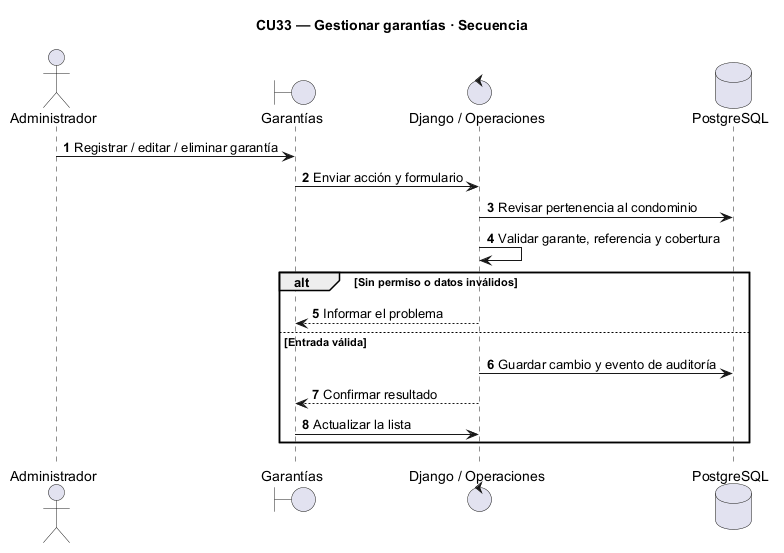 CU33 — Gestionar garantías · Secuencia
Administrador
Garantías
Django / Operaciones
PostgreSQL
1 Registrar / editar / eliminar garantía
2 Enviar acción y formulario
3 Revisar pertenencia al condominio
4 Validar garante, referencia y cobertura
alt [Sin permiso o datos inválidos]
5 Informar el problema
[Entrada válida]
6 Guardar cambio y evento de auditoría
7 Confirmar resultado
8 Actualizar la lista
Administrador
Garantías
Django / Operaciones
PostgreSQL